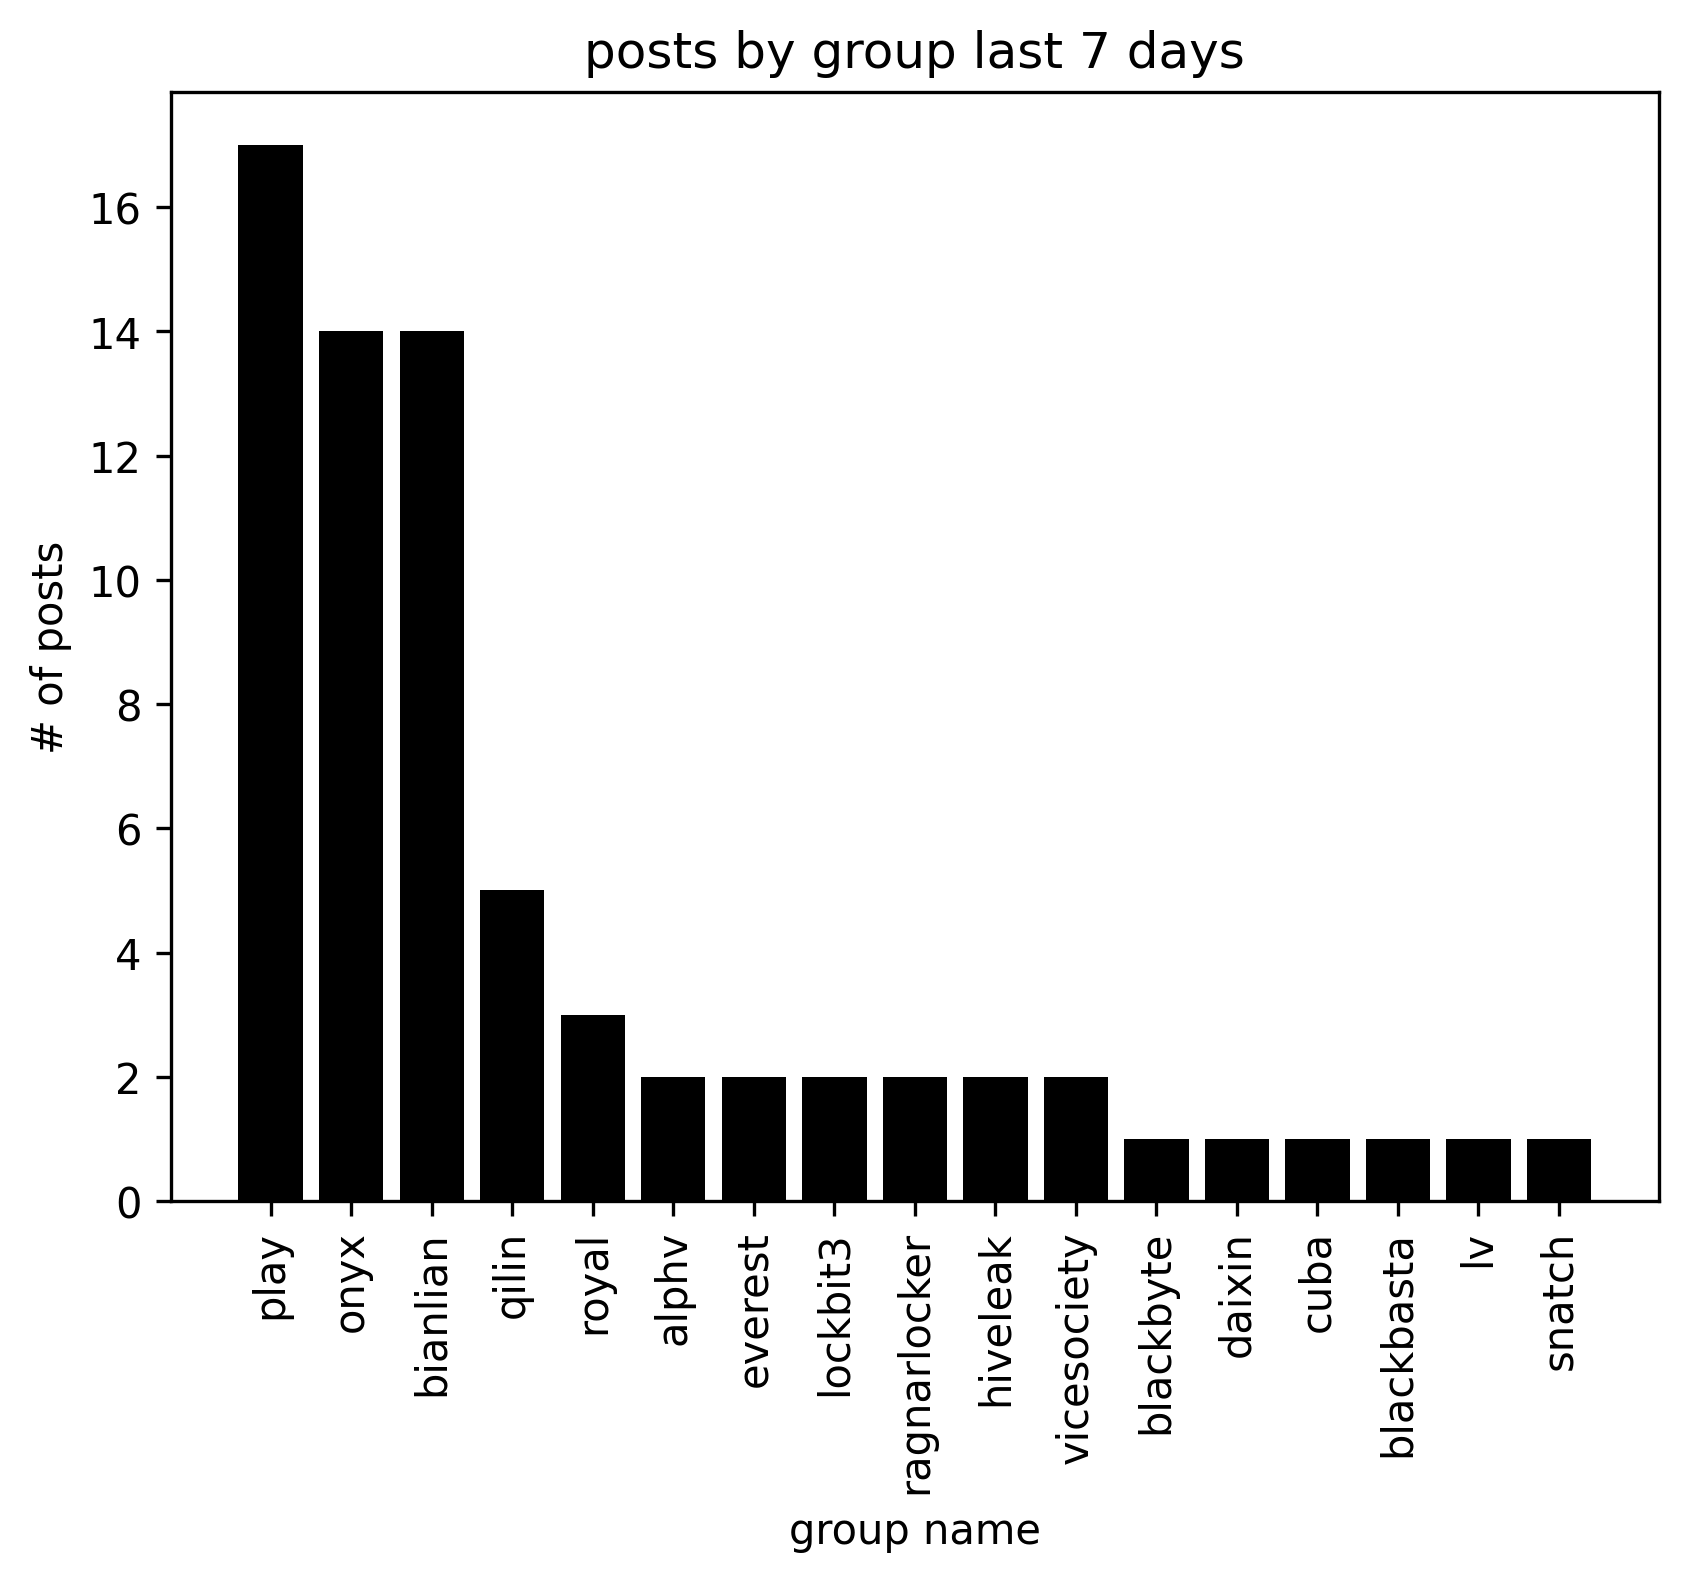 posts by group last 7 days
# of posts
16
14
12
10
8
6
4
2
0
play
onyx
bianlian
qilin
royal
alphv
everest
lockbit3
ragnarlocker
hiveleak
vicesociety
blackbyte
daixin
cuba
blackbasta
lv
snatch
group name